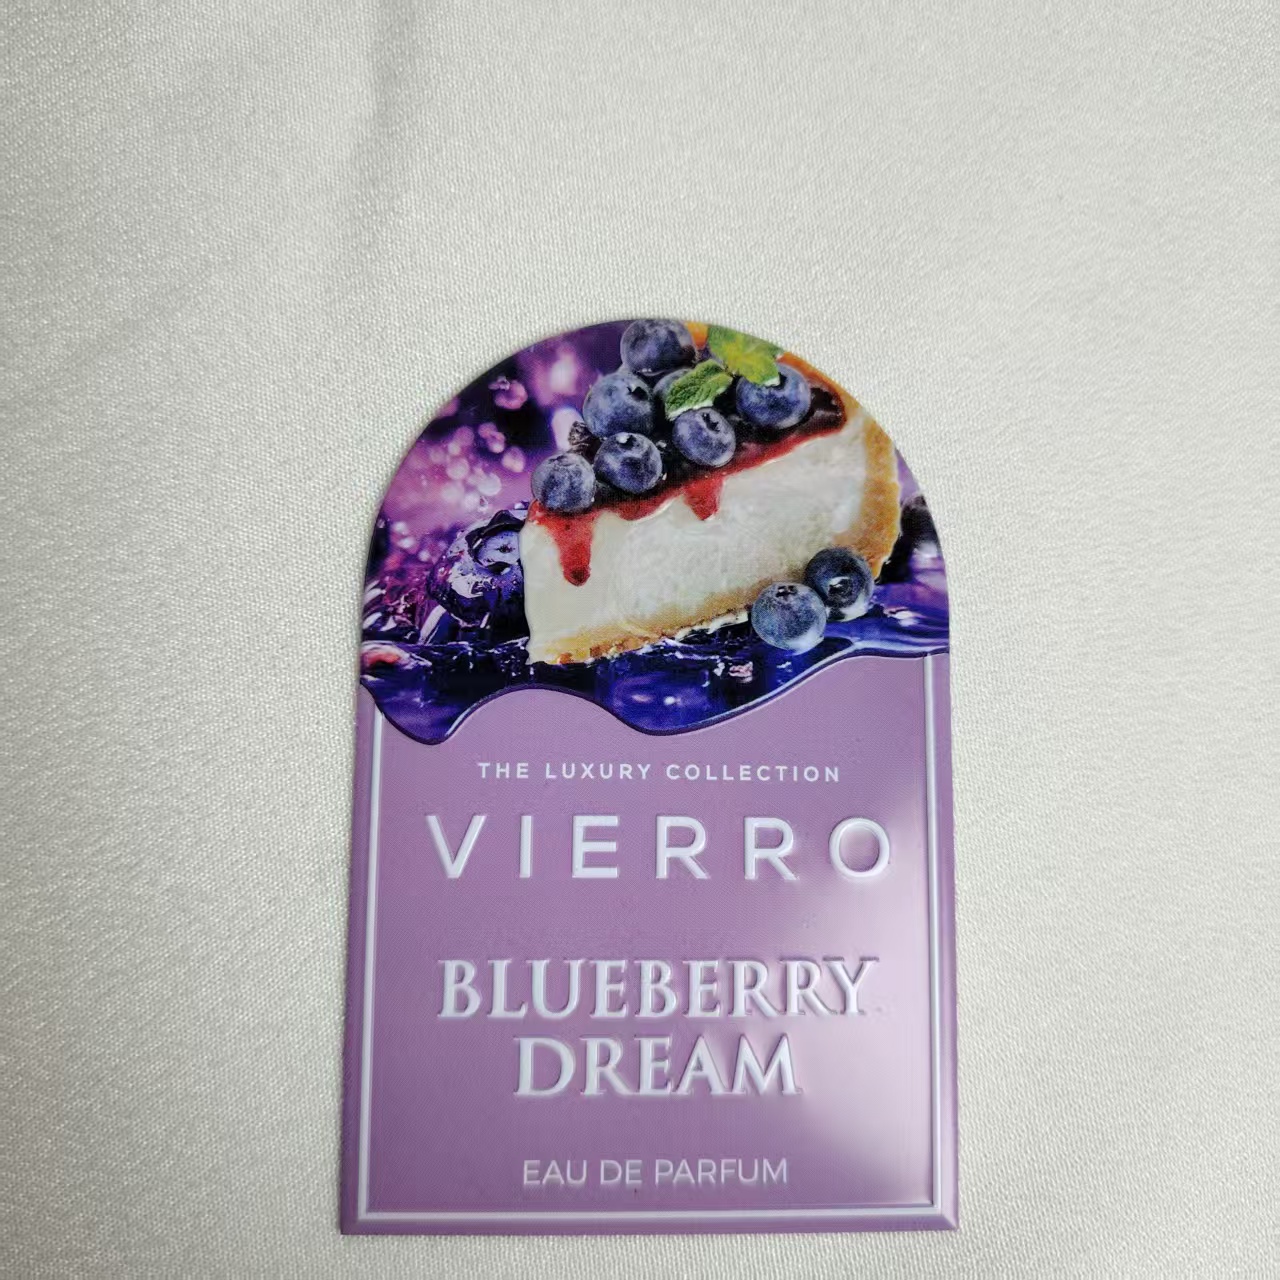 THE LUXURY COLLECTION
VIERRO
BLUEBERRY
DREAM
EAU DE PARFUM